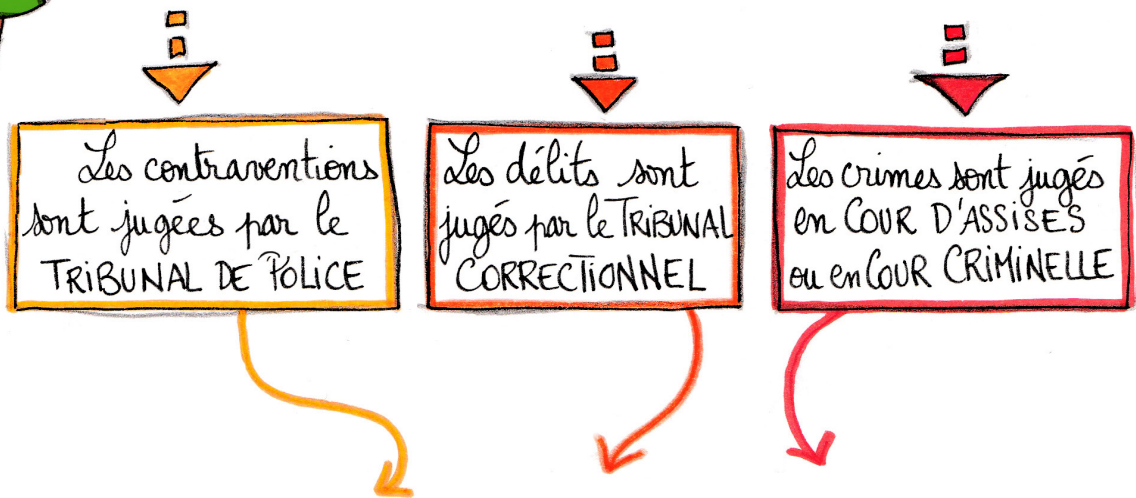 Les contraventions
sont jugées par le
TRIBUNAL DE POLICE
Les délits sont
jugés par le TRIBUNAL
CORRECTIONNEL
Les crimes sont jugés
en COUR D'ASSISES
ou en COUR CRIMINELLE